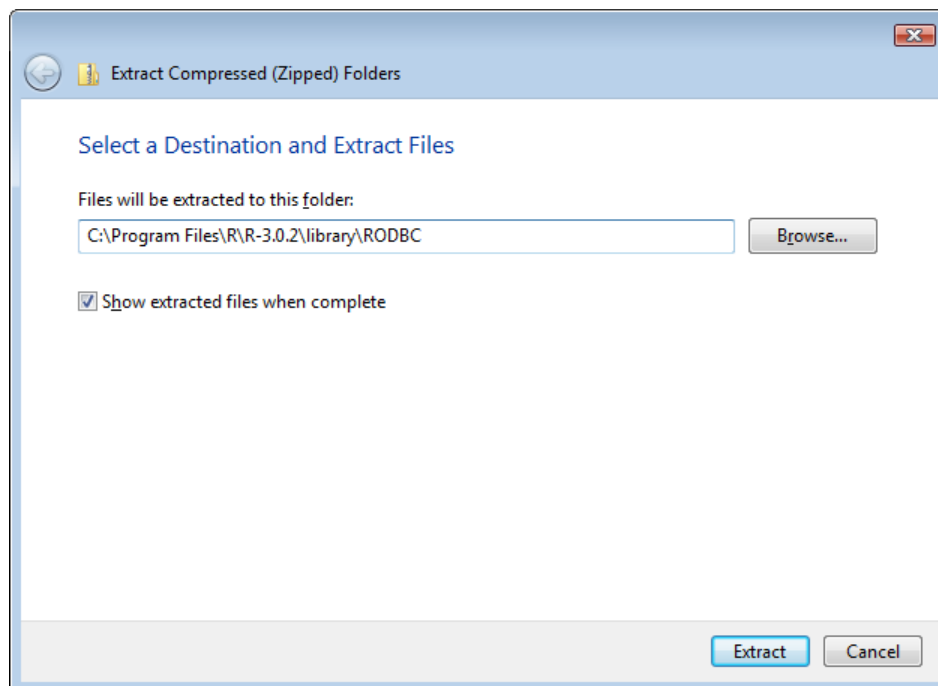 Extract Compressed (Zipped) Folders
Select a Destination and Extract Files
Files will be extracted to this folder:
C:\Program Files\R\R-3.0.2\library\RODBC
Browse...
Show extracted files when complete
Extract
Cancel